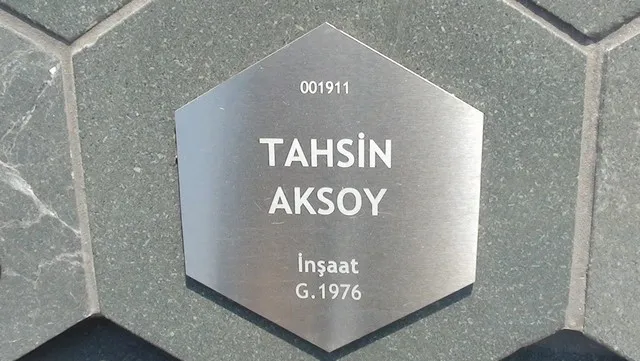 001911
TAHSİN
AKSOY
İnşaat
G.1976